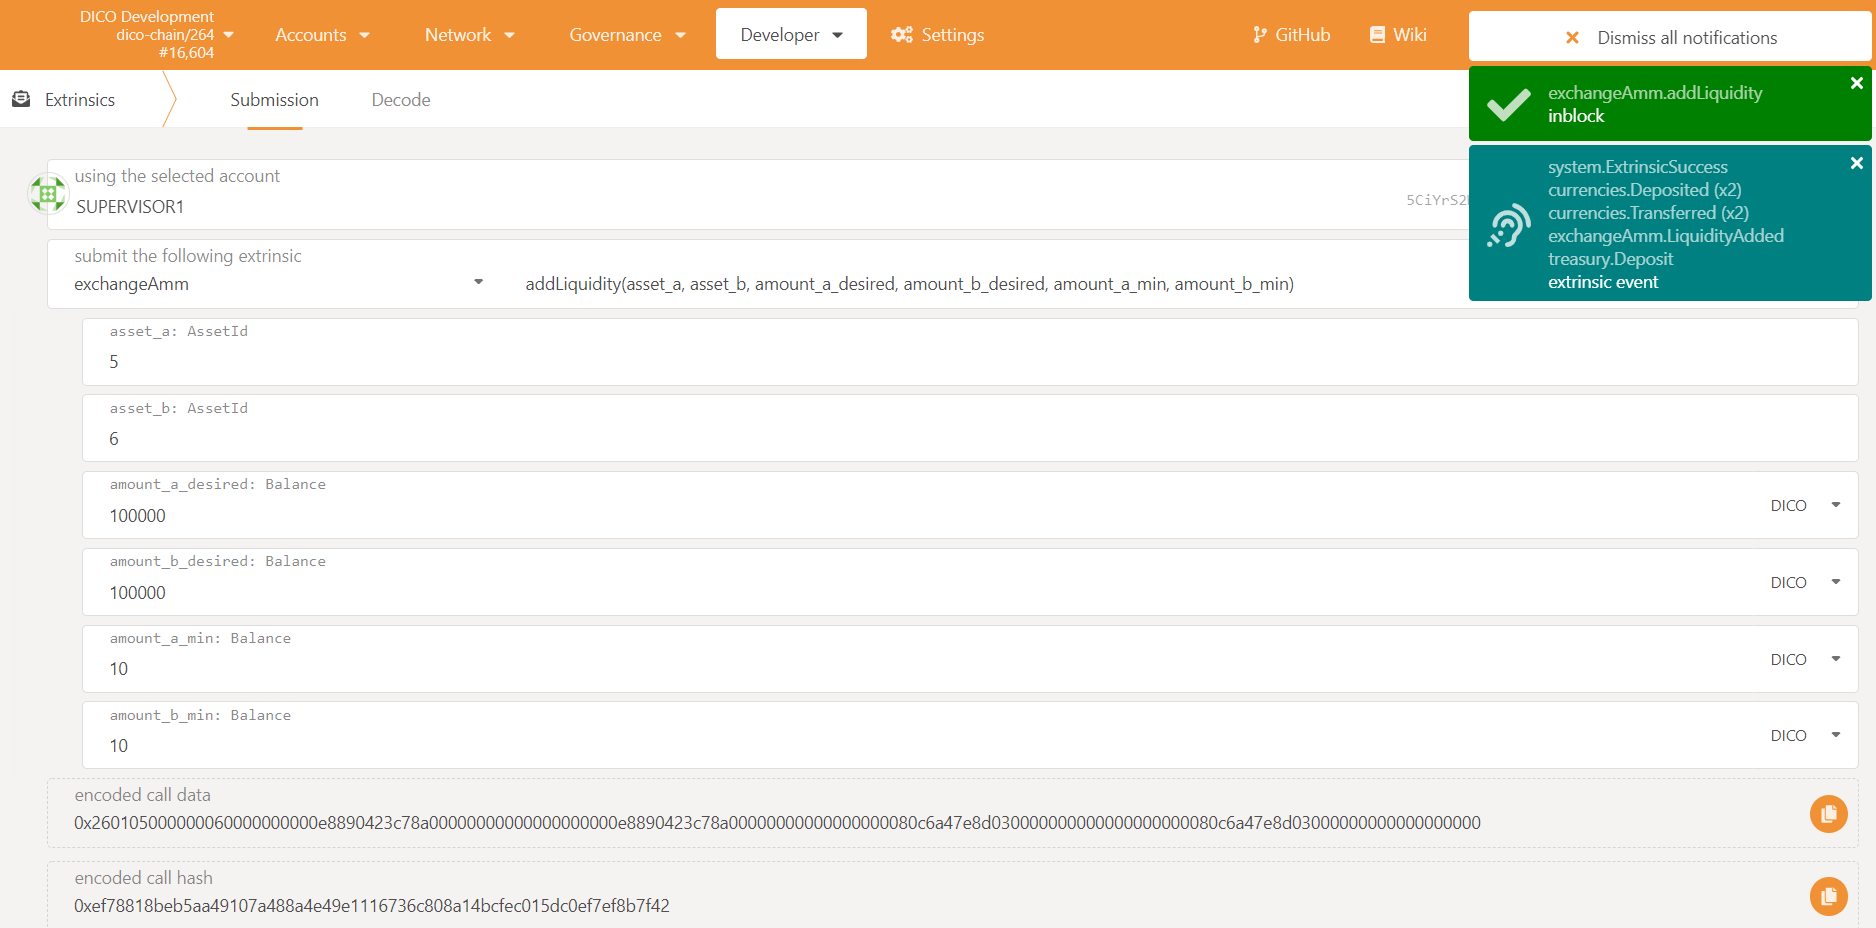 DICO Development
dico-chain/264
#16,604
Accounts
Network
Governance
Developer
Settings
GitHub
Wiki
Dismiss all notifications
Extrinsics
Submission
Decode
exchangeAmm.addLiquidity
inblock
system.ExtrinsicSuccess
currencies.Deposited (x2)
currencies.Transferred (x2)
exchangeAmm.LiquidityAdded
treasury.Deposit
extrinsic event
using the selected account
SUPERVISOR1
submit the following extrinsic
exchangeAmm
addLiquidity(asset_a, asset_b, amount_a_desired, amount_b_desired, amount_a_min, amount_b_min)
asset_a: AssetId
5
asset_b: AssetId
6
amount_a_desired: Balance
100000
DICO
amount_b_desired: Balance
100000
DICO
amount_a_min: Balance
10
DICO
amount_b_min: Balance
10
DICO
encoded call data
encoded call hash
0xef78818beb5aa49107a488a4e49e1116736c808a14bcfec015dc0ef7ef8b7f42